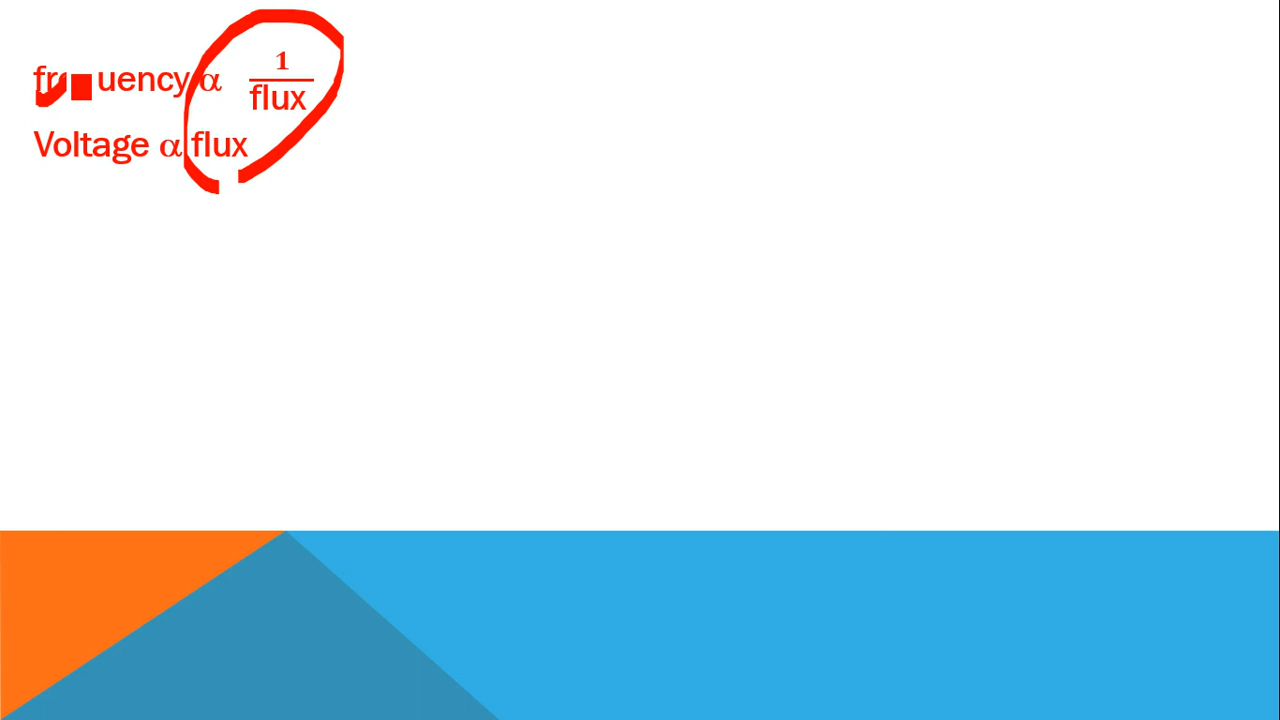 α 1/flux
Voltage α flux